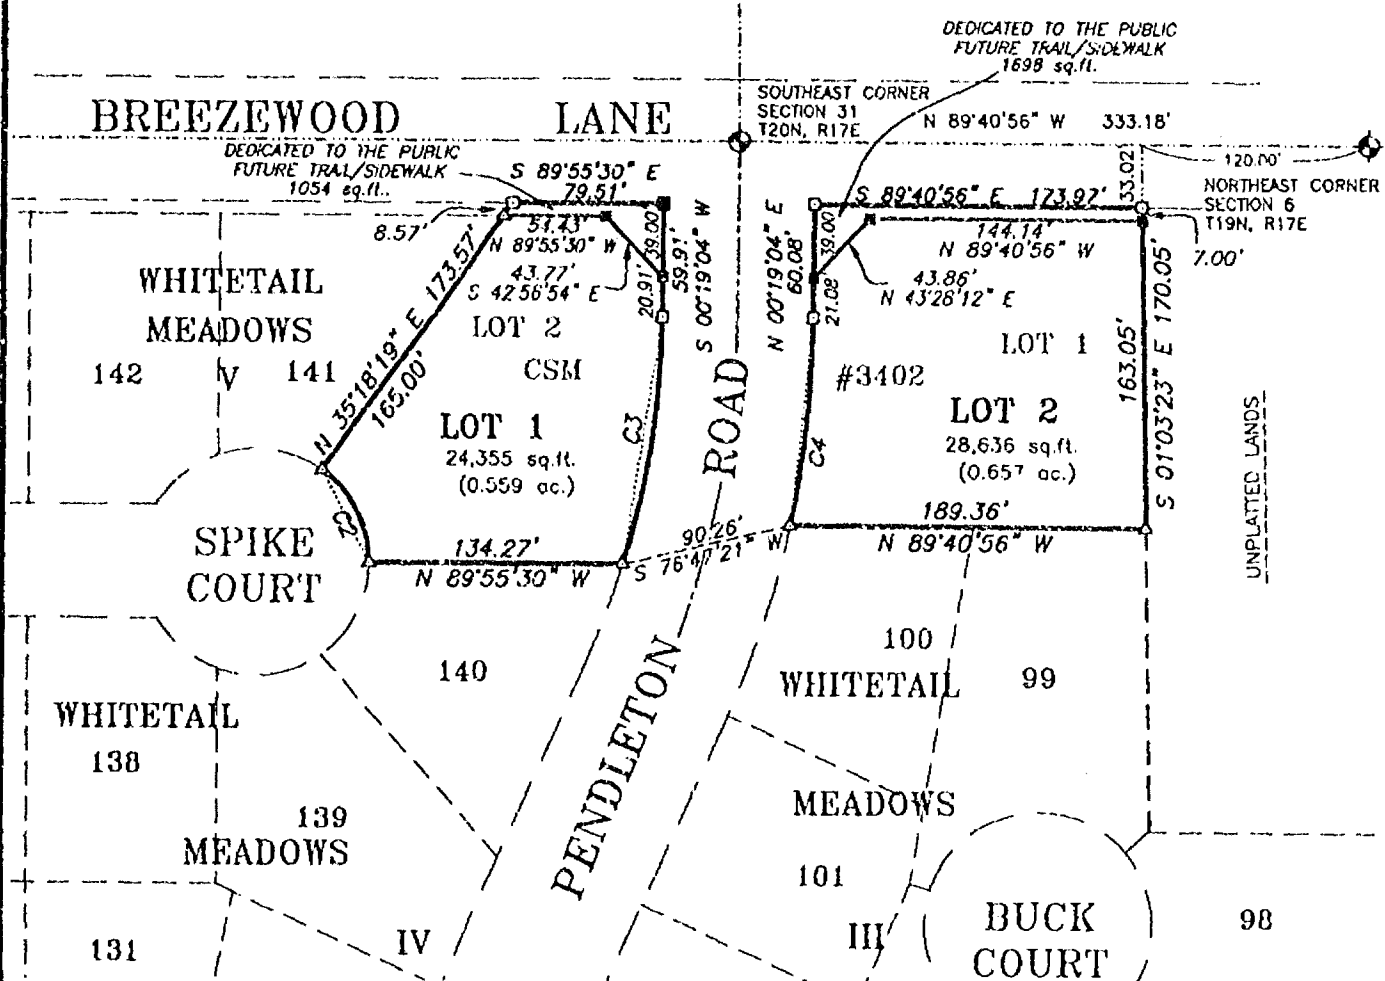 DEDICATED TO THE PUBLIC
FUTURE TRAIL/SIDEWALK
1698 sq.ft.
BREEZEWOOD LANE
SOUTHEAST CORNER
SECTION 31
T20N, R17E
N 89°40'56" W 333.18'
DEDICATED TO THE PUBLIC
FUTURE TRAIL/SIDEWALK
1054 sq.ft.
S 89°55'30" E
79.51'
33.02'
120.00'
NORTHEAST CORNER
SECTION 6
T19N, R17E
7.00'
S 89°40'56" E 173.97'
8.57'
54.43'
N 89°55'30" W
43.77'
S 42°56'54" E
39.00
20.91'
59.91'
S 00°19'04" W
N 00°19'04" E
60.08'
39.00
21.08'
144.14'
N 89°40'56" W
43.86'
N 43°28'12" E
WHITETAIL
MEADOWS
V
142
141
N 35°18'19" E 173.57'
165.00'
LOT 2
CSM
LOT 1
24,355 sq.ft.
(0.559 ac.)
C3
C2
LOT 1
#3402
LOT 2
28,636 sq.ft.
(0.657 ac.)
C4
163.05'
S 01°03'23" E 170.05'
UNPLATTED LANDS
SPIKE
COURT
134.27'
N 89°55'30" W
90.26'
S 76°47'21" W
189.36'
N 89°40'56" W
PENDLETON ROAD
140
100
WHITETAIL
99
WHITETAIL
138
139
MEADOWS
MEADOWS
101
131
IV
III
BUCK
COURT
98